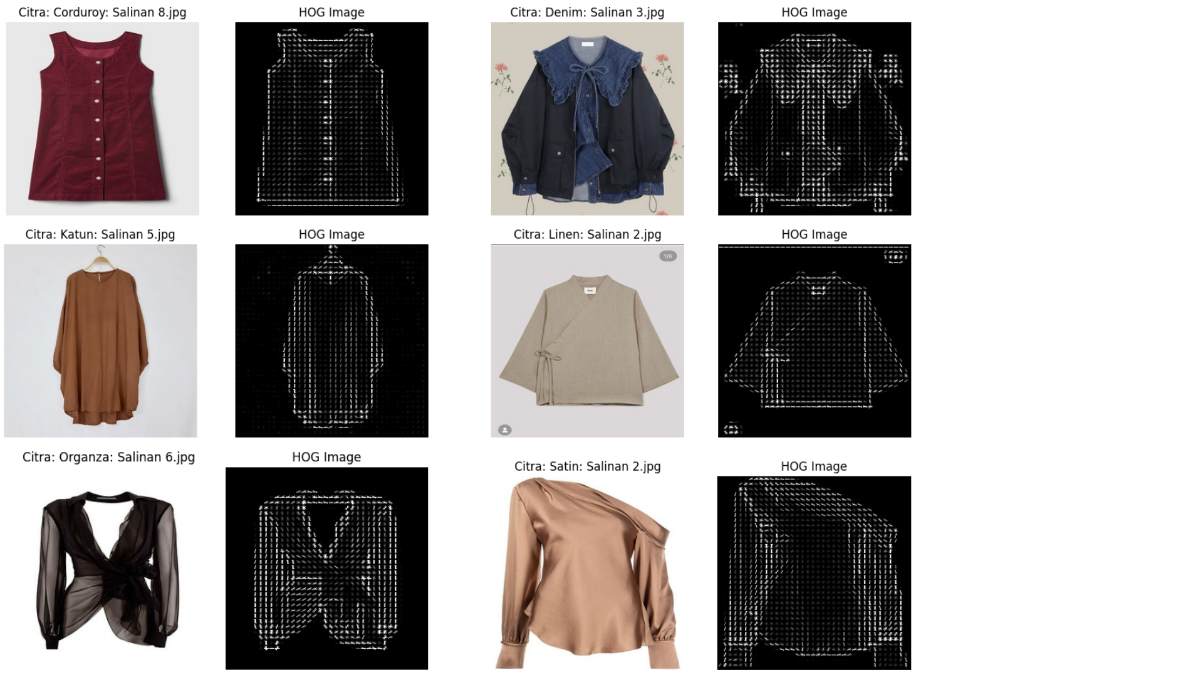 Citra: Corduroy: Salinan 8.jpg
HOG Image
Citra: Denim: Salinan 3.jpg
HOG Image
Citra: Katun: Salinan 5.jpg
HOG Image
Citra: Linen: Salinan 2.jpg
HOG Image
1/6
Citra: Organza: Salinan 6.jpg
HOG Image
Citra: Satin: Salinan 2.jpg
HOG Image